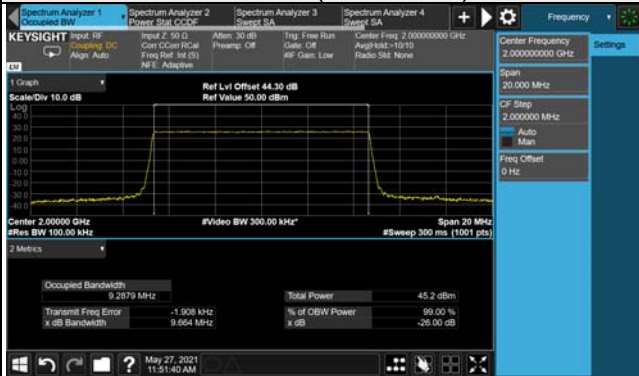 Spectrum Analyzer 1
Occupied BW
Spectrum Analyzer 2
Power Stat CCDF
Spectrum Analyzer 3
Swept SA
Spectrum Analyzer 4
Swept SA
+
Frequency
KEYSIGHT
Input: RF
Coupling: DC
Align: Auto
Input Z: 50 Ω
Corr CCorr RCal
Freq Ref: Int (S)
NFE: Adaptive
Atten: 30 dB
Preamp: Off
Trig: Free Run
Gate: Off
#IF Gain: Low
Center Freq: 2.000000000 GHz
Avg|Hold:>10/10
Radio Std: None
LXI
Center Frequency
2.000000000 GHz
Settings
Span
20.000 MHz
CF Step
2.000000 MHz
Auto
Man
Freq Offset
0 Hz
1 Graph
Scale/Div 10.0 dB
Ref Lvl Offset 44.30 dB
Ref Value 50.00 dBm
Log
40.0
30.0
20.0
10.0
0.00
-10.0
-20.0
-30.0
-40.0
Center 2.00000 GHz
#Video BW 300.00 kHz*
Span 20 MHz
#Res BW 100.00 kHz
#Sweep 300 ms (1001 pts)
2 Metrics
Occupied Bandwidth
9.2879 MHz
Total Power
45.2 dBm
Transmit Freq Error
-1.908 kHz
% of OBW Power
99.00 %
x dB Bandwidth
9.664 MHz
x dB
-26.00 dB
?
May 27, 2021
11:51:40 AM